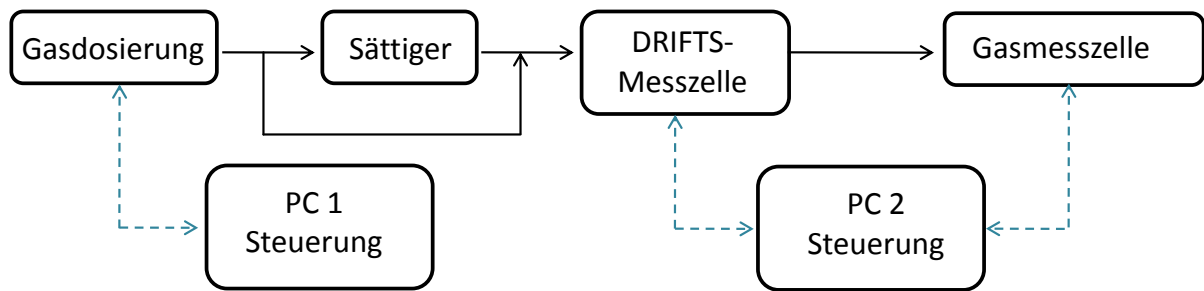 Gasdosierung
Sättiger
DRIFTS-
Messzelle
Gasmesszelle
PC 1
Steuerung
PC 2
Steuerung